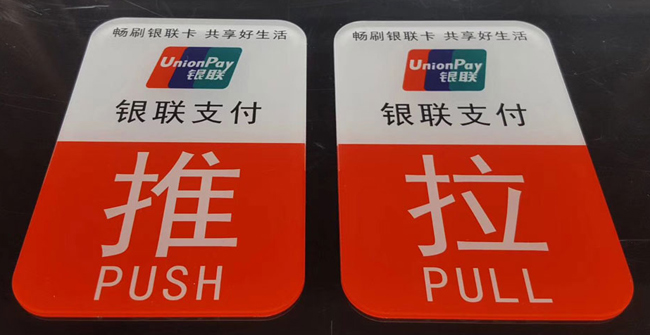 畅刷银联卡 共享好生活
UnionPay
银联
银联支付
推
PUSH
畅刷银联卡 共享好生活
UnionPay
银联
银联支付
拉
PULL